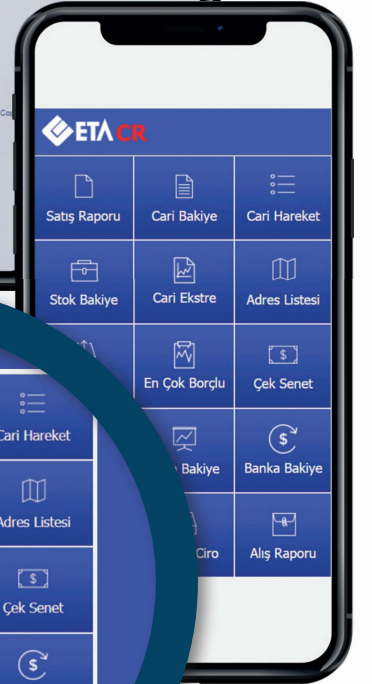 ETA CR
Satış Raporu
Cari Bakiye
Cari Hareket
Stok Bakiye
Cari Ekstre
Adres Listesi
En Çok Borçlu
Çek Senet
Bakiye
Banka Bakiye
Ciro
Alış Raporu
Cari Hareket
Adres Listesi
Çek Senet